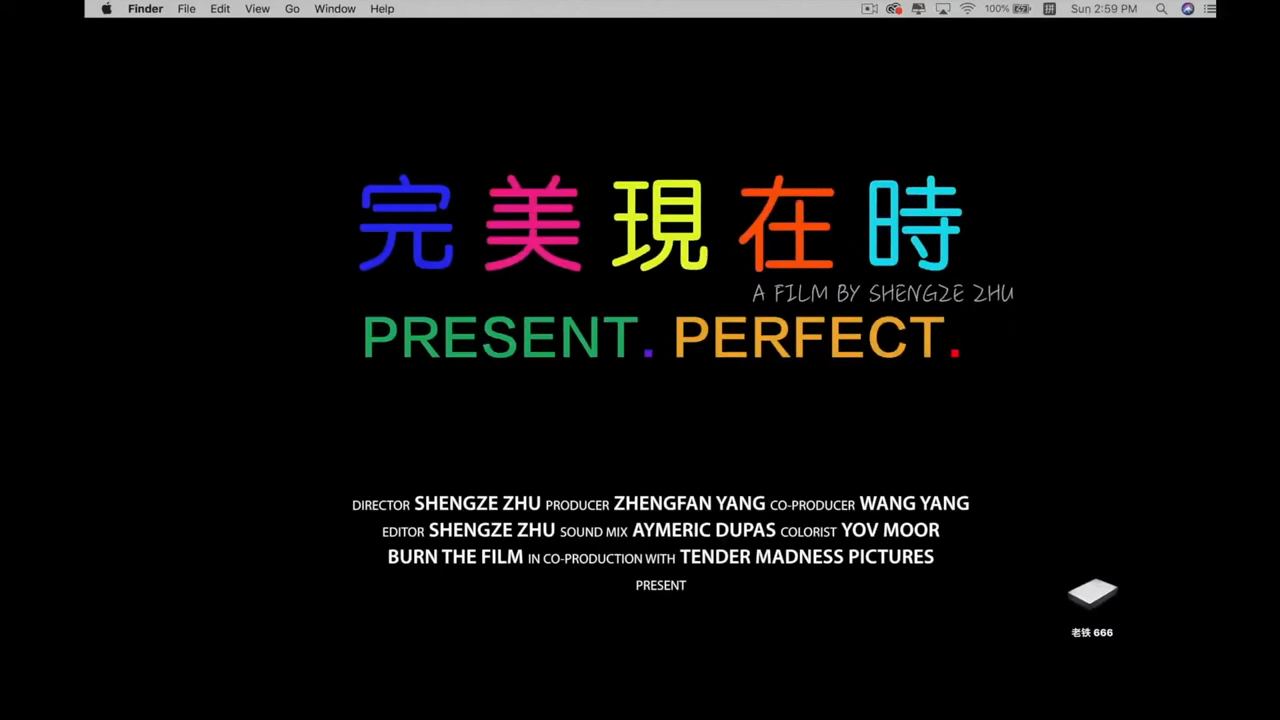 Finder File Edit View Go Window Help 100% Sun 2:59 PM
完美現在時
A FILM BY SHENGZE ZHU
PRESENT. PERFECT.
DIRECTOR SHENGZE ZHU PRODUCER ZHENGFAN YANG CO-PRODUCER WANG YANG
EDITOR SHENGZE ZHU SOUND MIX AYMERIC DUPAS COLORIST YOV MOOR
BURN THE FILM IN CO-PRODUCTION WITH TENDER MADNESS PICTURES
PRESENT
老铁 666